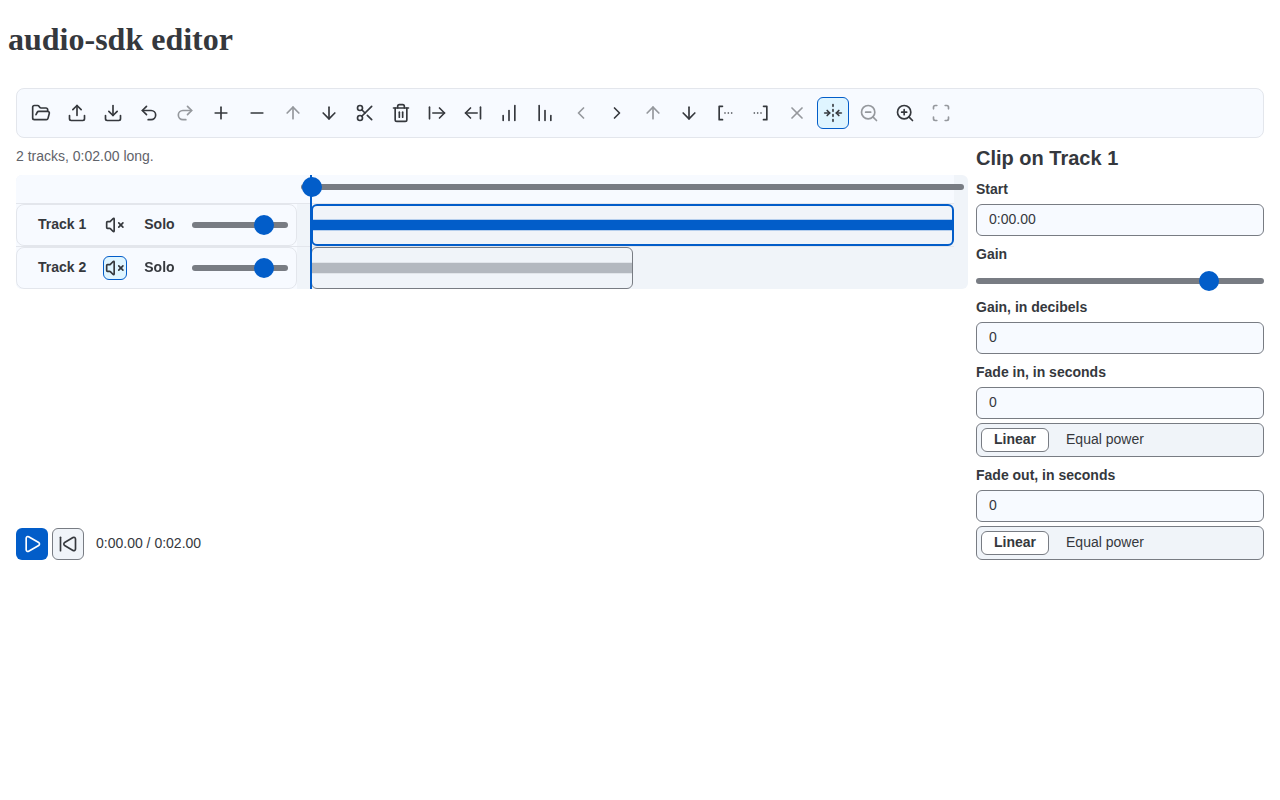 audio-sdk editor
2 tracks, 0:02.00 long.
Track 1 Solo
Track 2 Solo
0:00.00 / 0:02.00
Clip on Track 1
Start
0:00.00
Gain
Gain, in decibels
0
Fade in, in seconds
0
Linear Equal power
Fade out, in seconds
0
Linear Equal power